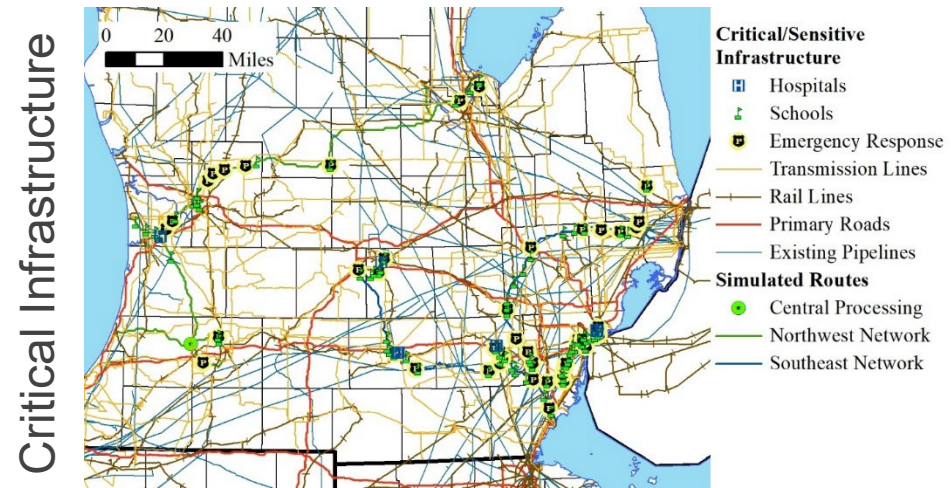 Critical Infrastructure
0 20 40
Miles
Critical/Sensitive
Infrastructure
Hospitals
Schools
Emergency Response
Transmission Lines
Rail Lines
Primary Roads
Existing Pipelines
Simulated Routes
Central Processing
Northwest Network
Southeast Network